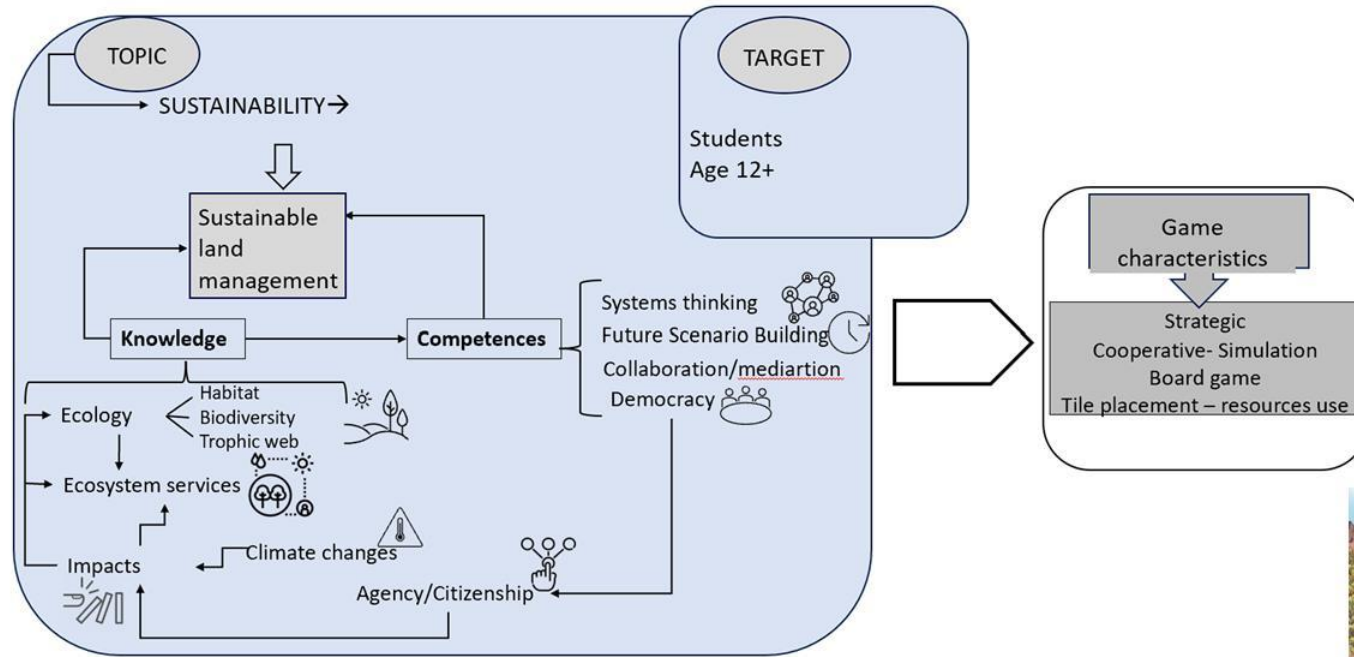 TOPIC
SUSTAINABILITY→
Sustainable
land
management
Knowledge
Competences
Ecology
Habitat
Biodiversity
Trophic web
Ecosystem services
Climate changes
Impacts
Agency/Citizenship
Systems thinking
Future Scenario Building
Collaboration/mediartion
Democracy
TARGET
Students
Age 12+
Game
characteristics
Strategic
Cooperative- Simulation
Board game
Tile placement – resources use